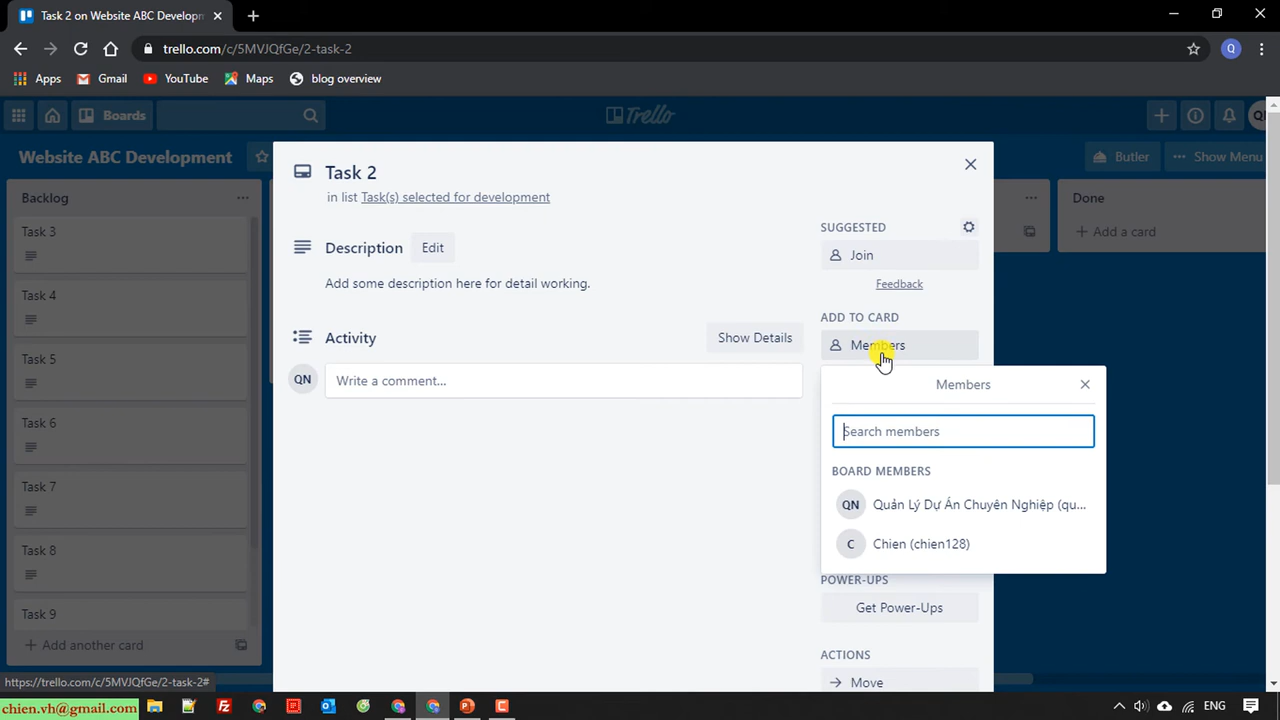 Task 2 on Website ABC Developm
trello.com/c/5MVJQfGe/2-task-2
Q
Apps
Gmail
YouTube
Maps
blog overview
Boards
Trello
Website ABC Development
Butler
Show Menu
Backlog
Task 3
Task 4
Task 5
Task 6
Task 7
Task 8
Task 9
Add another card
Task 2
in list Task(s) selected for development
Description
Edit
Add some description here for detail working.
Activity
Show Details
QN
Write a comment...
SUGGESTED
Join
Feedback
ADD TO CARD
Members
Members
Search members
BOARD MEMBERS
QN Quản Lý Dự Án Chuyên Nghiệp (qu...
C Chien (chien128)
POWER-UPS
Get Power-Ups
ACTIONS
Move
Done
Add a card
https://trello.com/c/5MVJQfGe/2-task-2#
chien.vh@gmail.com
ENG